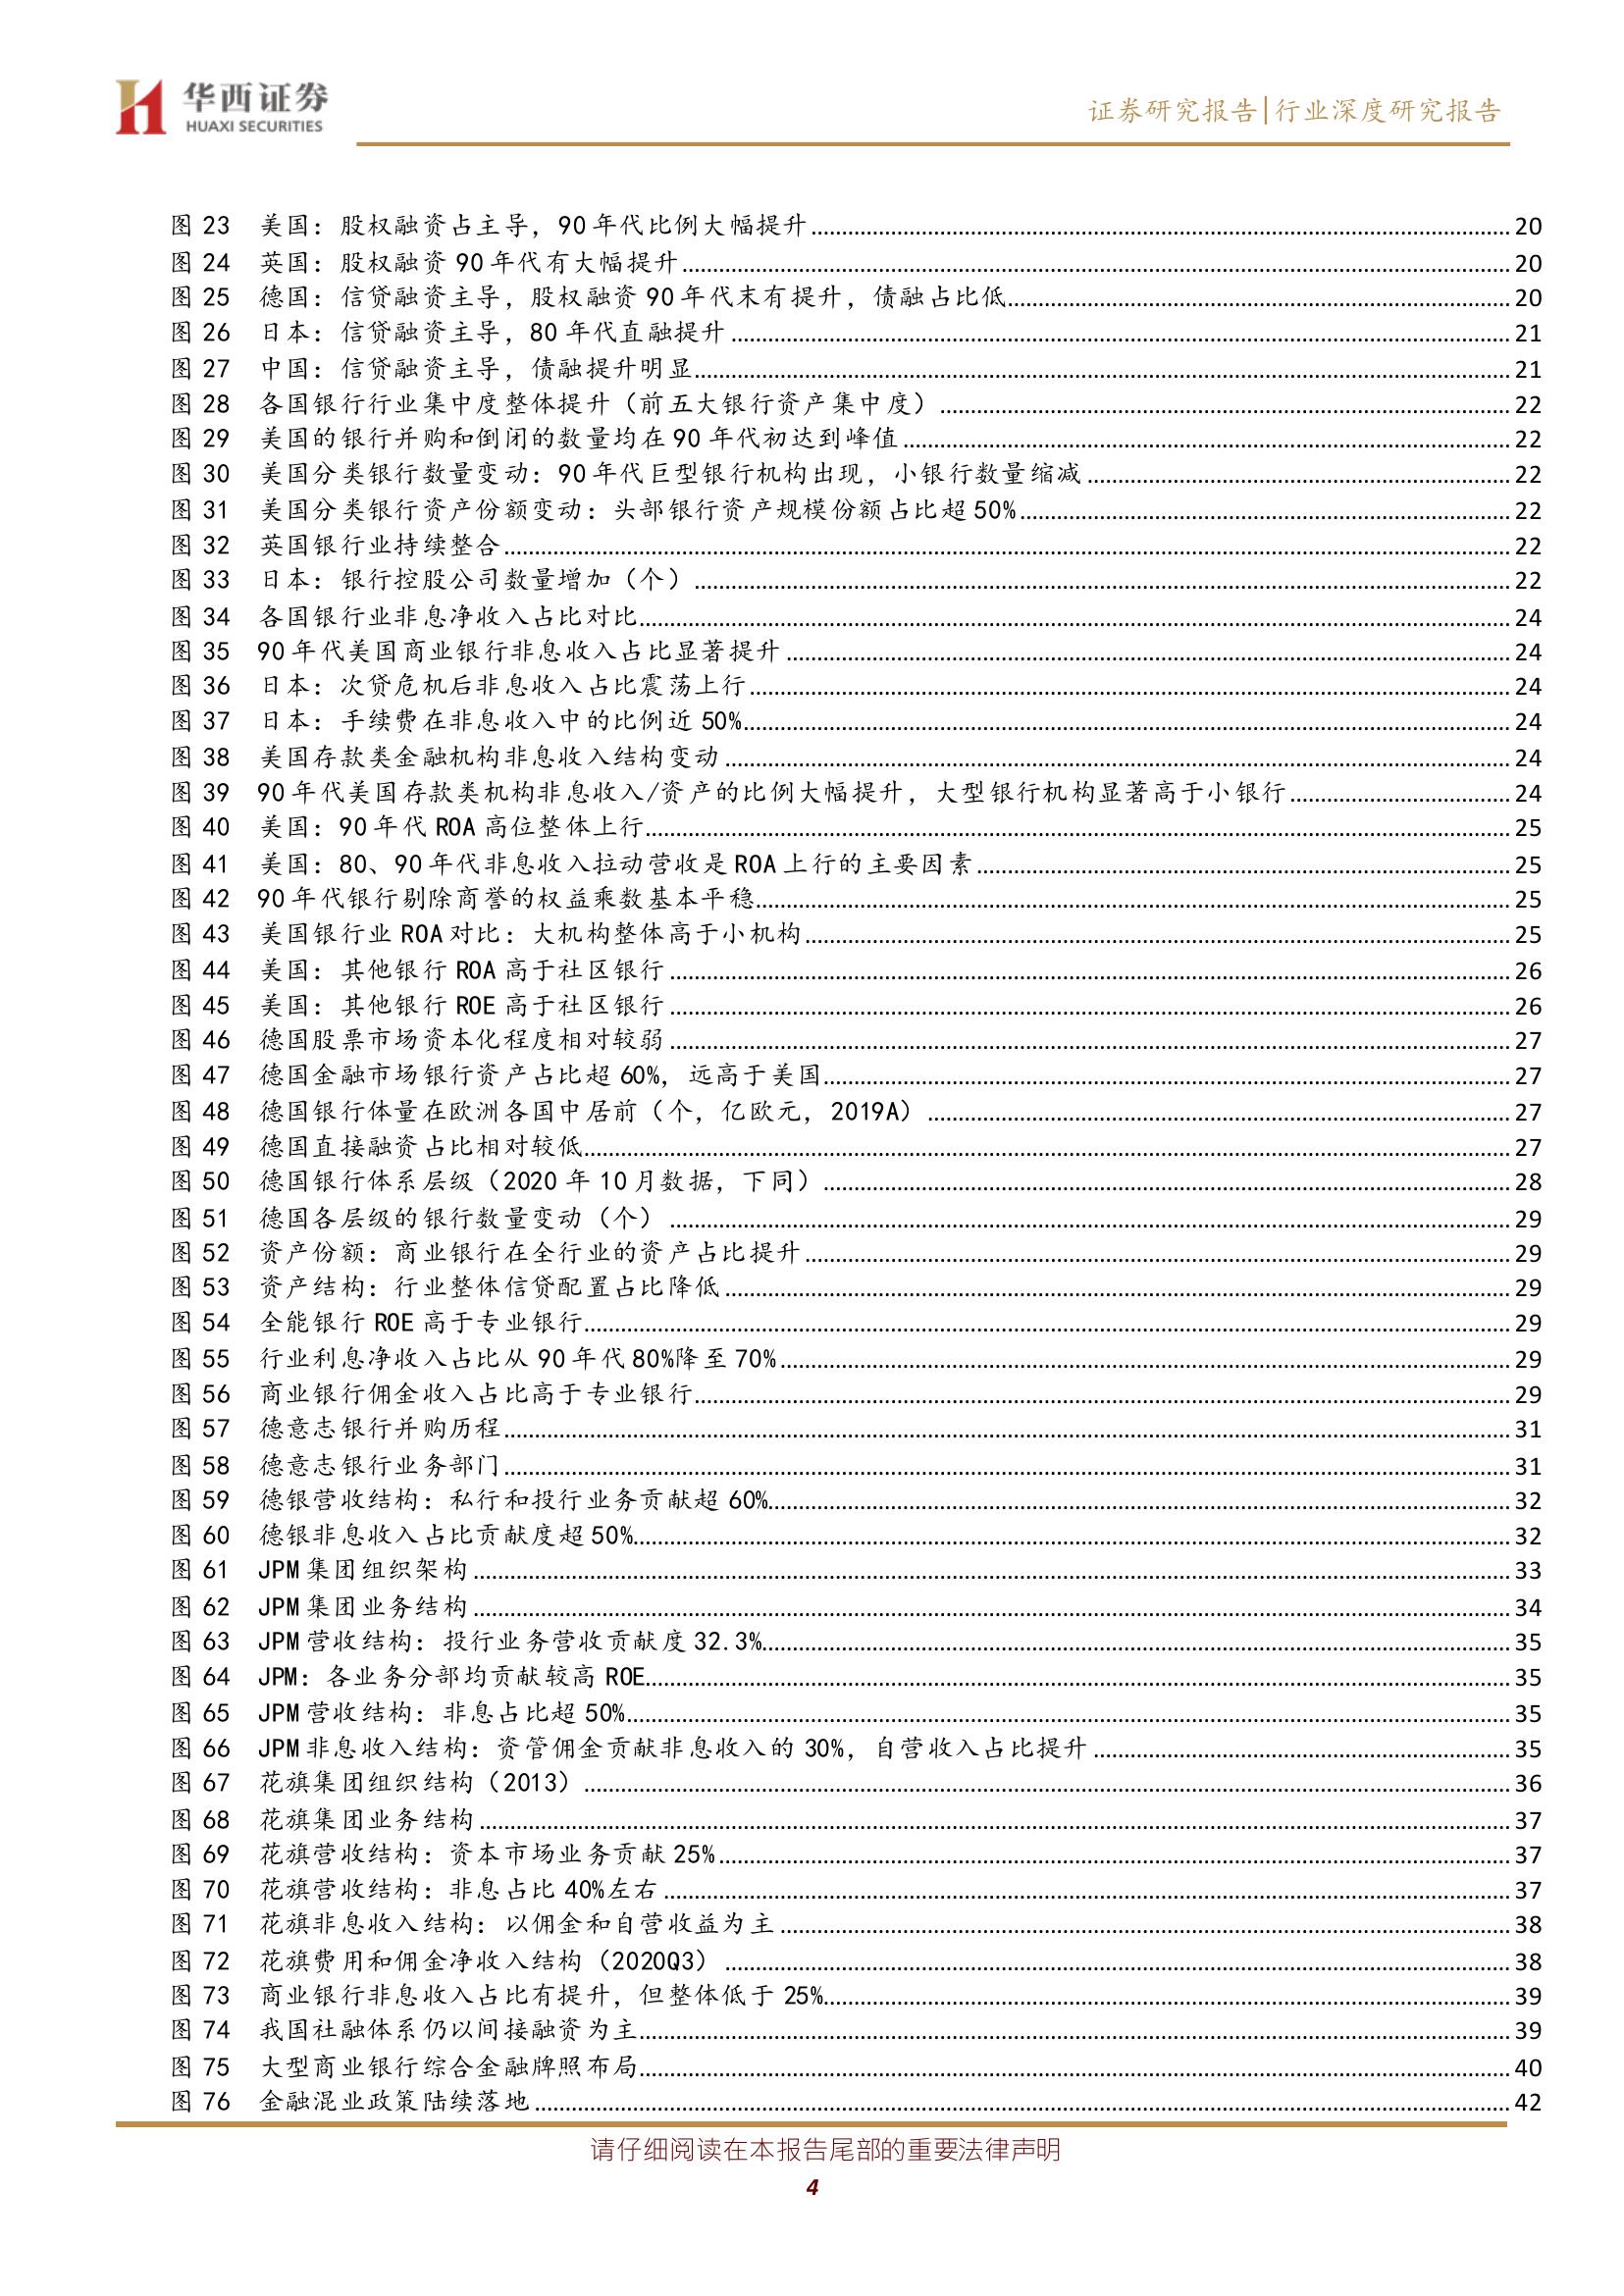 华西证券
HUAXI SECURITIES
证券研究报告|行业深度研究报告
图 23 美国：股权融资占主导，90 年代比例大幅提升 20
图 24 英国：股权融资 90 年代有大幅提升 20
图 25 德国：信贷融资主导，股权融资 90 年代末有提升，债融占比低 20
图 26 日本：信贷融资主导，80 年代直融提升 21
图 27 中国：信贷融资主导，债融提升明显 21
图 28 各国银行行业集中度整体提升（前五大银行资产集中度） 22
图 29 美国的银行并购和倒闭的数量均在 90 年代初达到峰值 22
图 30 美国分类银行数量变动：90 年代巨型银行机构出现，小银行数量缩减 22
图 31 美国分类银行资产份额变动：头部银行资产规模份额占比超 50% 22
图 32 英国银行业持续整合 22
图 33 日本：银行控股公司数量增加（个） 22
图 34 各国银行业非息净收入占比对比 24
图 35 90 年代美国商业银行非息收入占比显著提升 24
图 36 日本：次贷危机后非息收入占比震荡上行 24
图 37 日本：手续费在非息收入中的比例近 50% 24
图 38 美国存款类金融机构非息收入结构变动 24
图 39 90 年代美国存款类机构非息收入/资产的比例大幅提升，大型银行机构显著高于小银行 24
图 40 美国：90 年代 ROA 高位整体上行 25
图 41 美国：80、90 年代非息收入拉动营收是 ROA 上行的主要因素 25
图 42 90 年代银行剔除商誉的权益乘数基本平稳 25
图 43 美国银行业 ROA 对比：大机构整体高于小机构 25
图 44 美国：其他银行 ROA 高于社区银行 26
图 45 美国：其他银行 ROE 高于社区银行 26
图 46 德国股票市场资本化程度相对较弱 27
图 47 德国金融市场银行资产占比超 60%，远高于美国 27
图 48 德国银行体量在欧洲各国中居前（个，亿欧元，2019A） 27
图 49 德国直接融资占比相对较低 27
图 50 德国银行体系层级（2020 年 10 月数据，下同） 28
图 51 德国各层级的银行数量变动（个） 29
图 52 资产份额：商业银行在全行业的资产占比提升 29
图 53 资产结构：行业整体信贷配置占比降低 29
图 54 全能银行 ROE 高于专业银行 29
图 55 行业利息净收入占比从 90 年代 80%降至 70% 29
图 56 商业银行佣金收入占比高于专业银行 29
图 57 德意志银行并购历程 31
图 58 德意志银行业务部门 31
图 59 德银营收结构：私行和投行业务贡献超 60% 32
图 60 德银非息收入占比贡献度超 50% 32
图 61 JPM 集团组织架构 33
图 62 JPM 集团业务结构 34
图 63 JPM 营收结构：投行业务营收贡献度 32.3% 35
图 64 JPM：各业务分部均贡献较高 ROE 35
图 65 JPM 营收结构：非息占比超 50% 35
图 66 JPM 非息收入结构：资管佣金贡献非息收入的 30%，自营收入占比提升 35
图 67 花旗集团组织结构（2013） 36
图 68 花旗集团业务结构 37
图 69 花旗营收结构：资本市场业务贡献 25% 37
图 70 花旗营收结构：非息占比 40%左右 37
图 71 花旗非息收入结构：以佣金和自营收益为主 38
图 72 花旗费用和佣金净收入结构（2020Q3） 38
图 73 商业银行非息收入占比有提升，但整体低于 25% 39
图 74 我国社融体系仍以间接融资为主 39
图 75 大型商业银行综合金融牌照布局 40
图 76 金融混业政策陆续落地 42
请仔细阅读在本报告尾部的重要法律声明
4